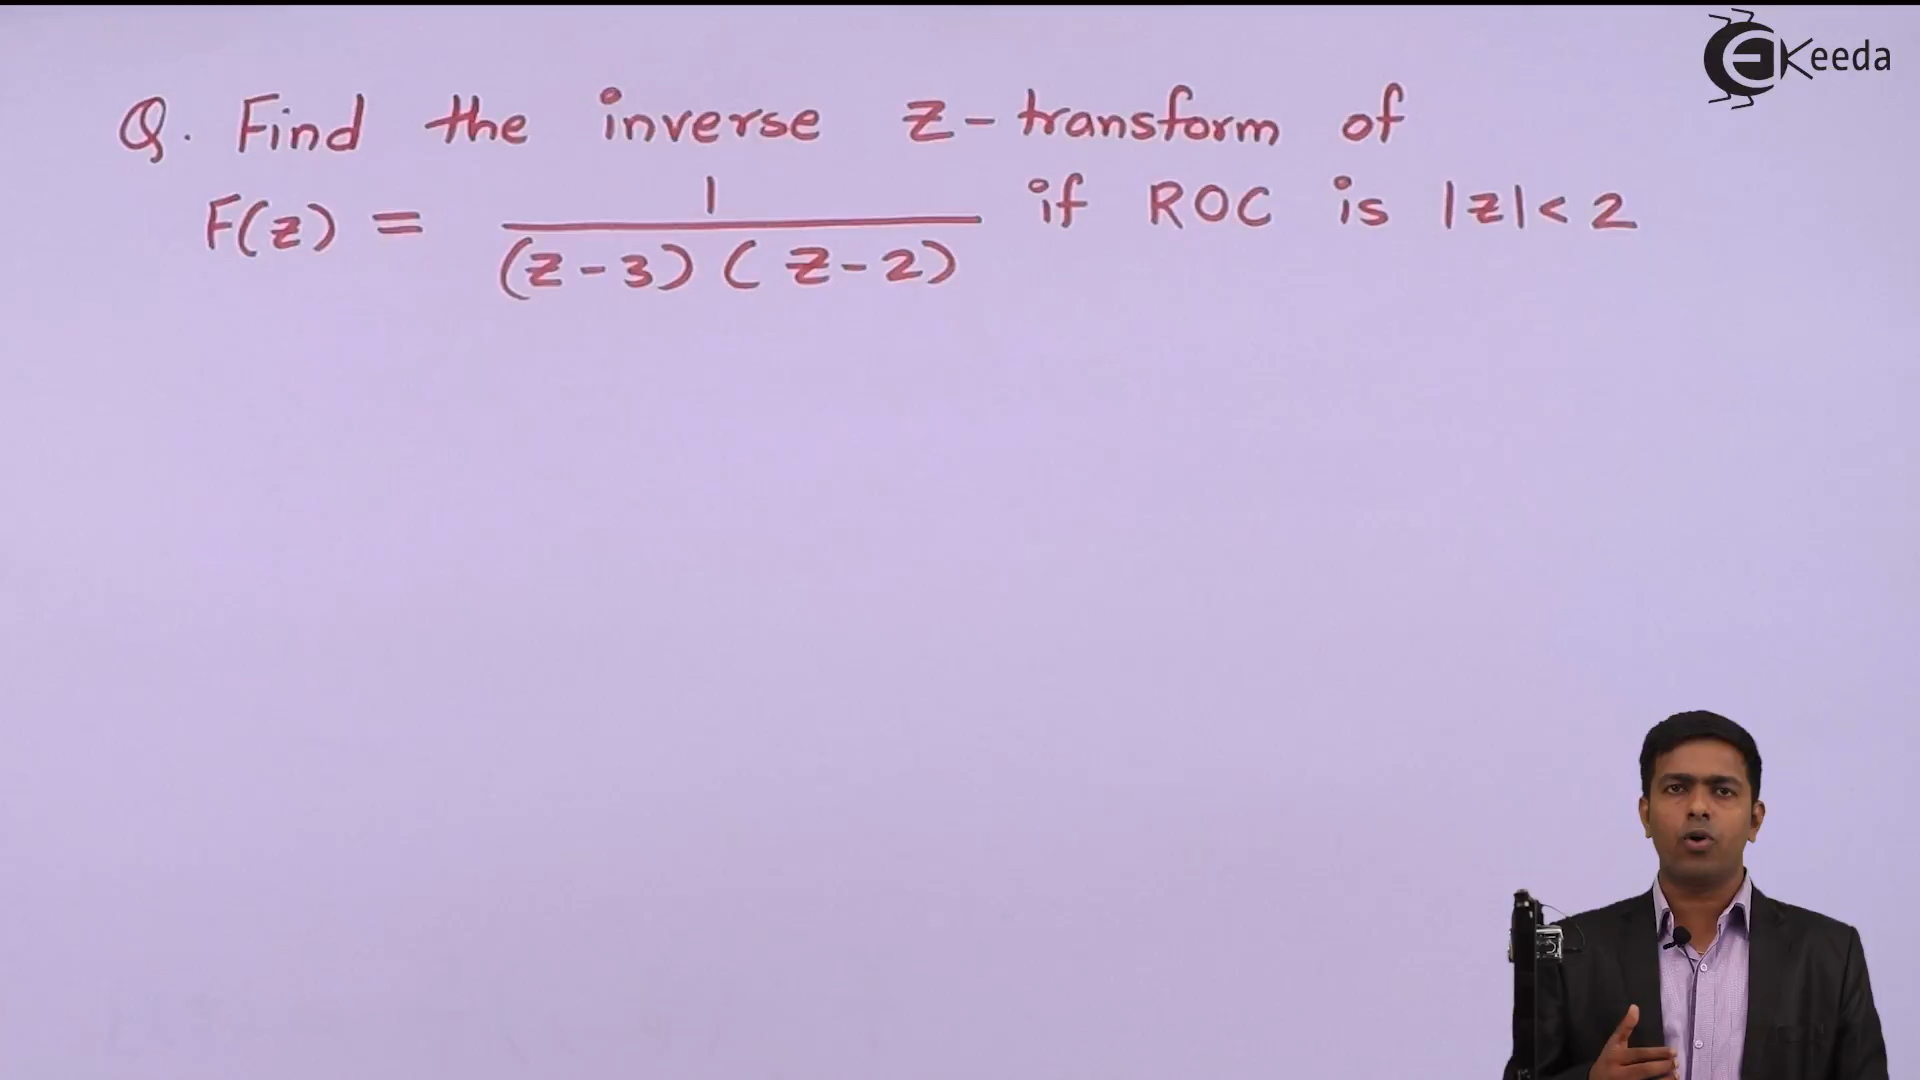 EKeeda
Q. Find the inverse z-transform of
F(z) = 1 / (z-3)(z-2) if ROC is |z|<2